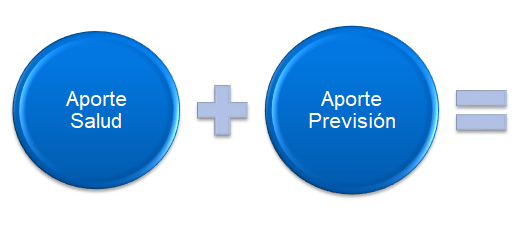 Aporte
Salud
+
Aporte
Previsión
=